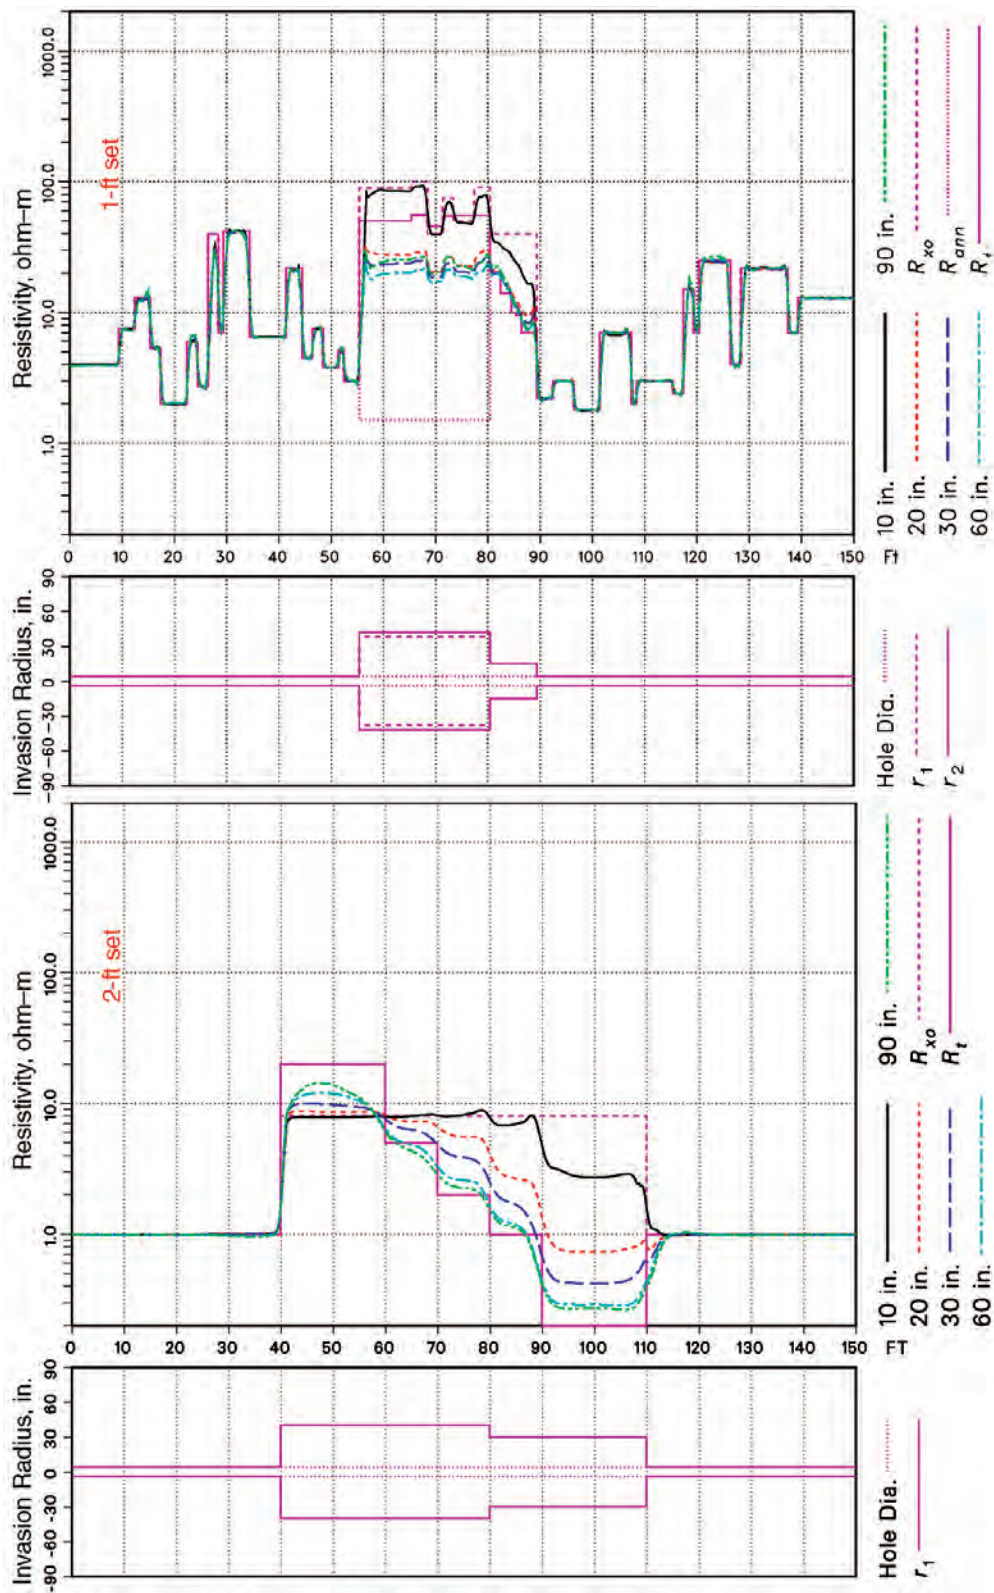 Resistivity, ohm–m
1.0
10.0
100.0
1000.0
1-ft set
0
10
20
30
40
50
60
70
80
90
100
110
120
130
140
150
FT
10 in.
20 in.
30 in.
60 in.
90 in.
Rxo
Rann
Rt
Invasion Radius, in.
-90
-60
-30
0
30
60
90
Hole Dia.
r1
r2
Resistivity, ohm–m
1.0
10.0
100.0
1000.0
2-ft set
0
10
20
30
40
50
60
70
80
90
100
110
120
130
140
150
FT
10 in.
20 in.
30 in.
60 in.
90 in.
Rxo
Rt
Invasion Radius, in.
-90
-60
-30
0
30
60
90
Hole Dia.
r1